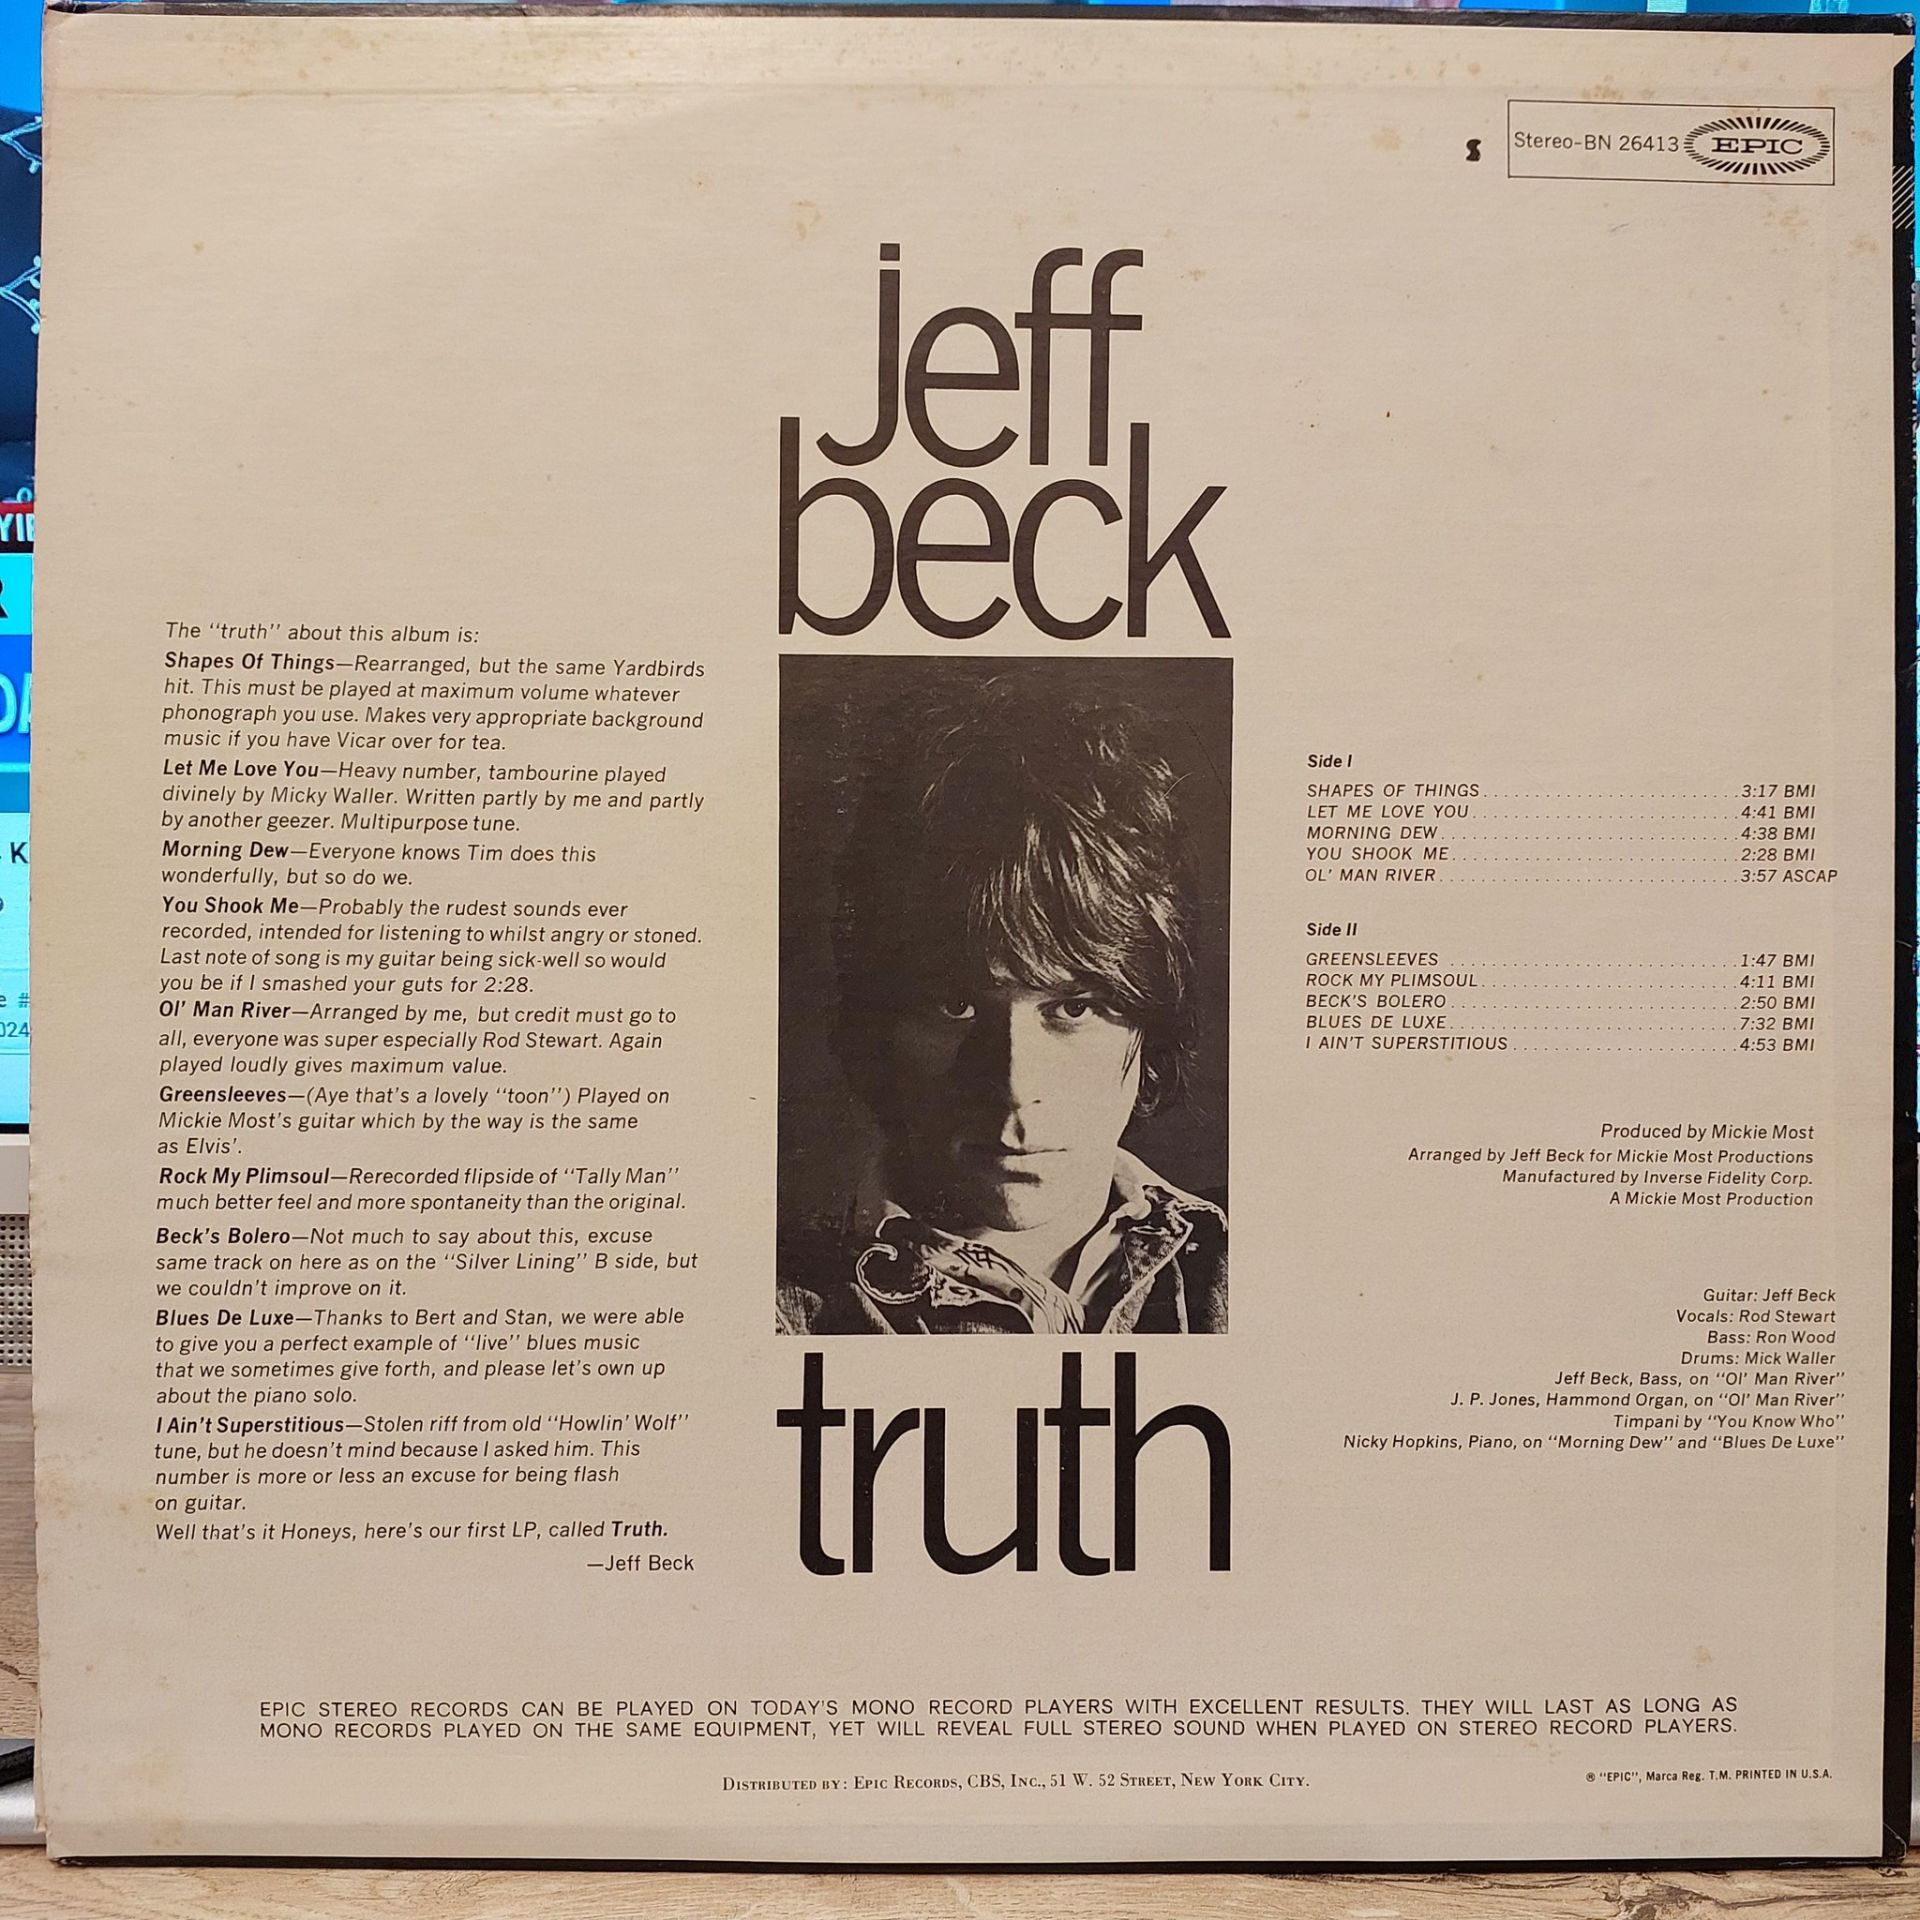 S
Stereo-BN 26413 EPIC
jeff
beck
The "truth" about this album is:
Shapes Of Things—Rearranged, but the same Yardbirds
hit. This must be played at maximum volume whatever
phonograph you use. Makes very appropriate background
music if you have Vicar over for tea.
Let Me Love You—Heavy number, tambourine played
divinely by Micky Waller. Written partly by me and partly
by another geezer. Multipurpose tune.
Morning Dew—Everyone knows Tim does this
wonderfully, but so do we.
You Shook Me—Probably the rudest sounds ever
recorded, intended for listening to whilst angry or stoned.
Last note of song is my guitar being sick-well so would
you be if I smashed your guts for 2:28.
Ol' Man River—Arranged by me, but credit must go to
all, everyone was super especially Rod Stewart. Again
played loudly gives maximum value.
Greensleeves—(Aye that's a lovely "toon") Played on
Mickie Most's guitar which by the way is the same
as Elvis'.
Rock My Plimsoul—Rerecorded flipside of "Tally Man"
much better feel and more spontaneity than the original.
Beck's Bolero—Not much to say about this, excuse
same track on here as on the "Silver Lining" B side, but
we couldn't improve on it.
Blues De Luxe—Thanks to Bert and Stan, we were able
to give you a perfect example of "live" blues music
that we sometimes give forth, and please let's own up
about the piano solo.
I Ain't Superstitious—Stolen riff from old "Howlin' Wolf"
tune, but he doesn't mind because I asked him. This
number is more or less an excuse for being flash
on guitar.
Well that's it Honeys, here's our first LP, called Truth.
—Jeff Beck
truth
Side I
SHAPES OF THINGS.........................3:17 BMI
LET ME LOVE YOU..........................4:41 BMI
MORNING DEW.............................4:38 BMI
YOU SHOOK ME............................2:28 BMI
OL' MAN RIVER.............................3:57 ASCAP
Side II
GREENSLEEVES ............................1:47 BMI
ROCK MY PLIMSOUL.........................4:11 BMI
BECK'S BOLERO............................2:50 BMI
BLUES DE LUXE............................7:32 BMI
I AIN'T SUPERSTITIOUS......................4:53 BMI
Produced by Mickie Most
Arranged by Jeff Beck for Mickie Most Productions
Manufactured by Inverse Fidelity Corp.
A Mickie Most Production
Guitar: Jeff Beck
Vocals: Rod Stewart
Bass: Ron Wood
Drums: Mick Waller
Jeff Beck, Bass, on "Ol' Man River"
J. P. Jones, Hammond Organ, on "Ol' Man River"
Timpani by "You Know Who"
Nicky Hopkins, Piano, on "Morning Dew" and "Blues De Luxe"
EPIC STEREO RECORDS CAN BE PLAYED ON TODAY'S MONO RECORD PLAYERS WITH EXCELLENT RESULTS. THEY WILL LAST AS LONG AS
MONO RECORDS PLAYED ON THE SAME EQUIPMENT, YET WILL REVEAL FULL STEREO SOUND WHEN PLAYED ON STEREO RECORD PLAYERS.
DISTRIBUTED BY: EPIC RECORDS, CBS, INC., 51 W. 52 STREET, NEW YORK CITY.
® "EPIC", Marca Reg. T.M. PRINTED IN U.S.A.